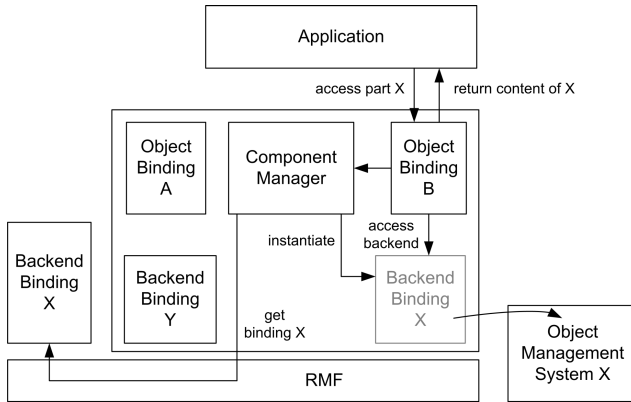 Application
access part X
return content of X
Object
Binding
A
Component
Manager
Object
Binding
B
instantiate
access
backend
Backend
Binding
X
Backend
Binding
Y
get
binding X
Backend
Binding
X
Object
Management
System X
RMF